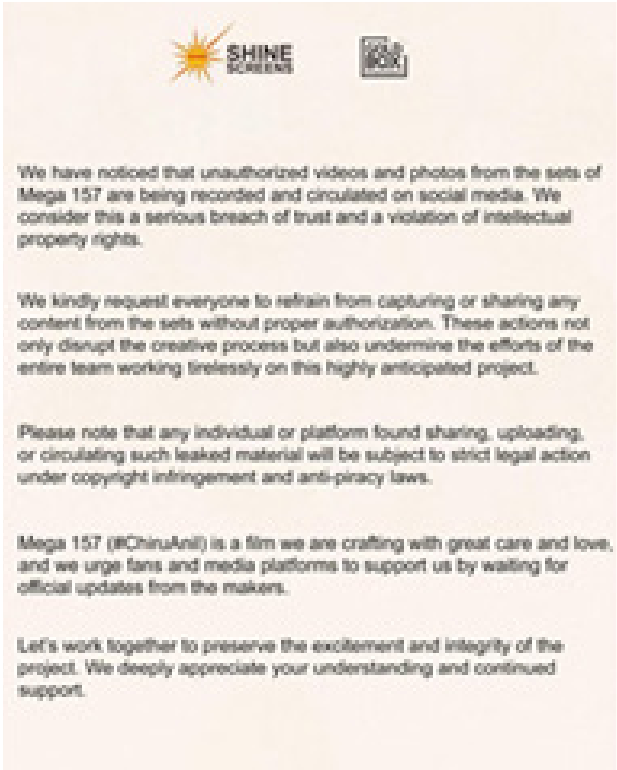 SHINE
SCREENS
GOLD
BOX
We have noticed that unauthorized videos and photos from the sets of
Mega 157 are being recorded and circulated on social media. We
consider this a serious breach of trust and a violation of intellectual
property rights.
We kindly request everyone to refrain from capturing or sharing any
content from the sets without proper authorization. These actions not
only disrupt the creative process but also undermine the efforts of the
entire team working tirelessly on this highly anticipated project.
Please note that any individual or platform found sharing, uploading,
or circulating such leaked material will be subject to strict legal action
under copyright infringement and anti-piracy laws.
Mega 157 (#ChiruAnil) is a film we are crafting with great care and love,
and we urge fans and media platforms to support us by waiting for
official updates from the makers.
Let's work together to preserve the excitement and integrity of the
project. We deeply appreciate your understanding and continued
support.